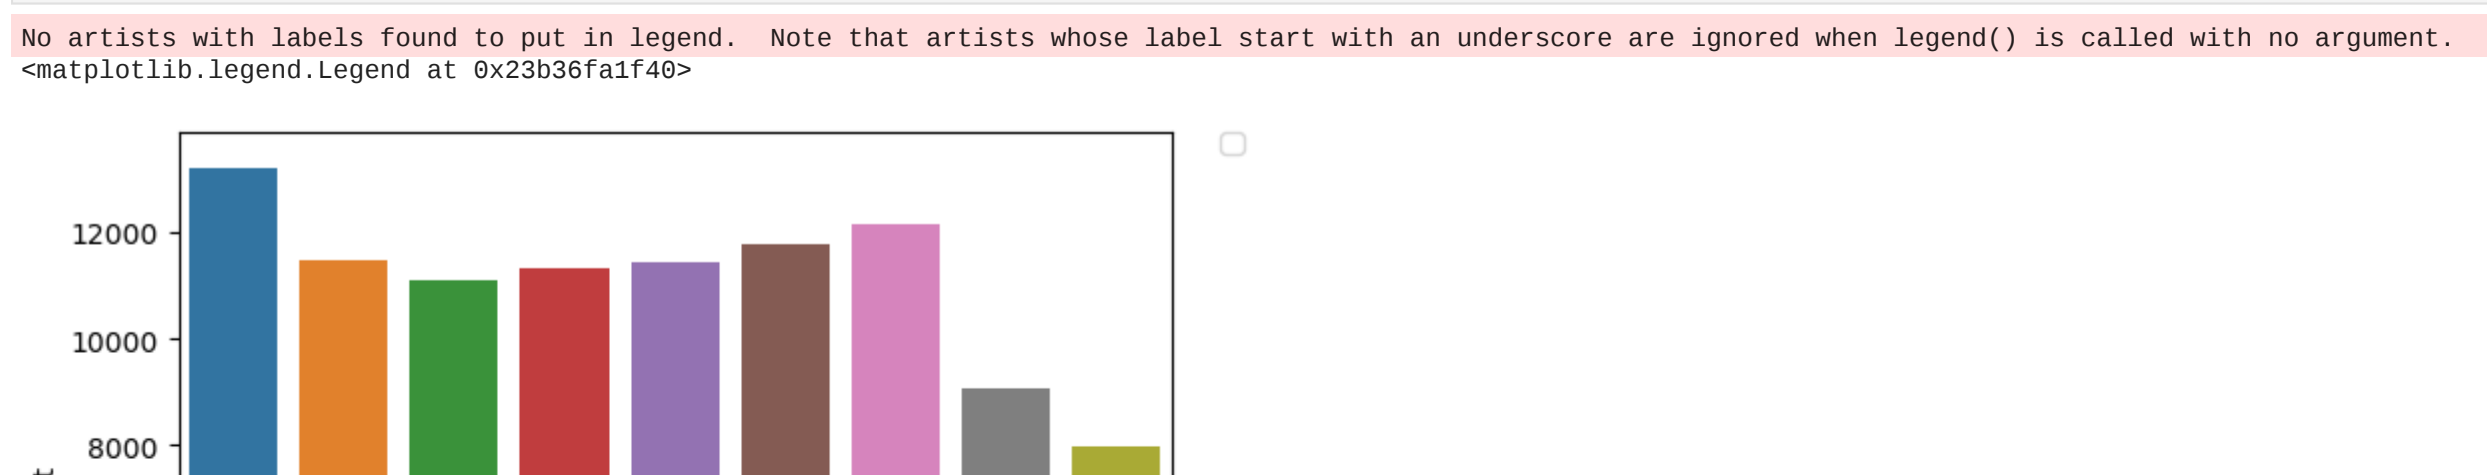 No artists with labels found to put in legend.  Note that artists whose label start with an underscore are ignored when legend() is called with no argument.
<matplotlib.legend.Legend at 0x23b36fa1f40>
12000
10000
8000